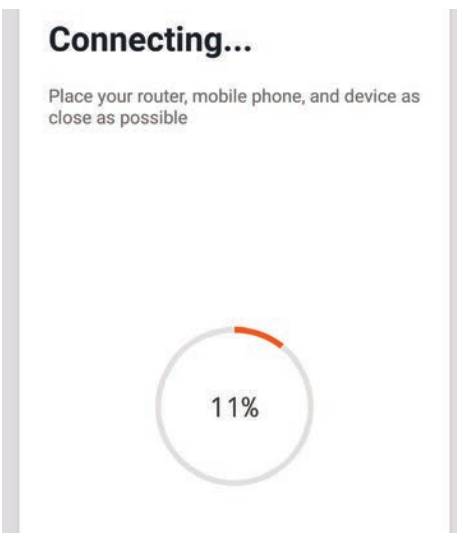 Connecting...
Place your router, mobile phone, and device as
close as possible
11%